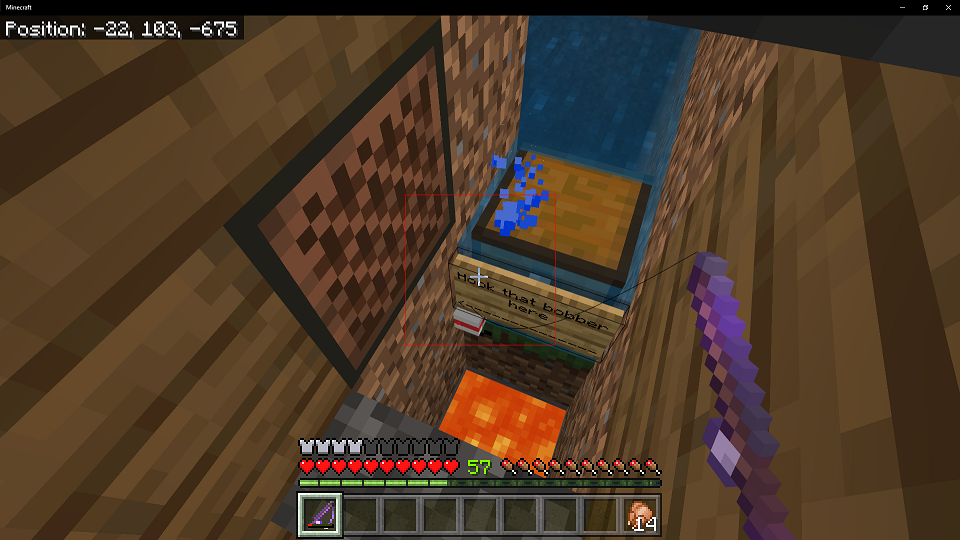 Minecraft
Position: -22, 103, -675
Hook that bobber
here
<--------------
57
14